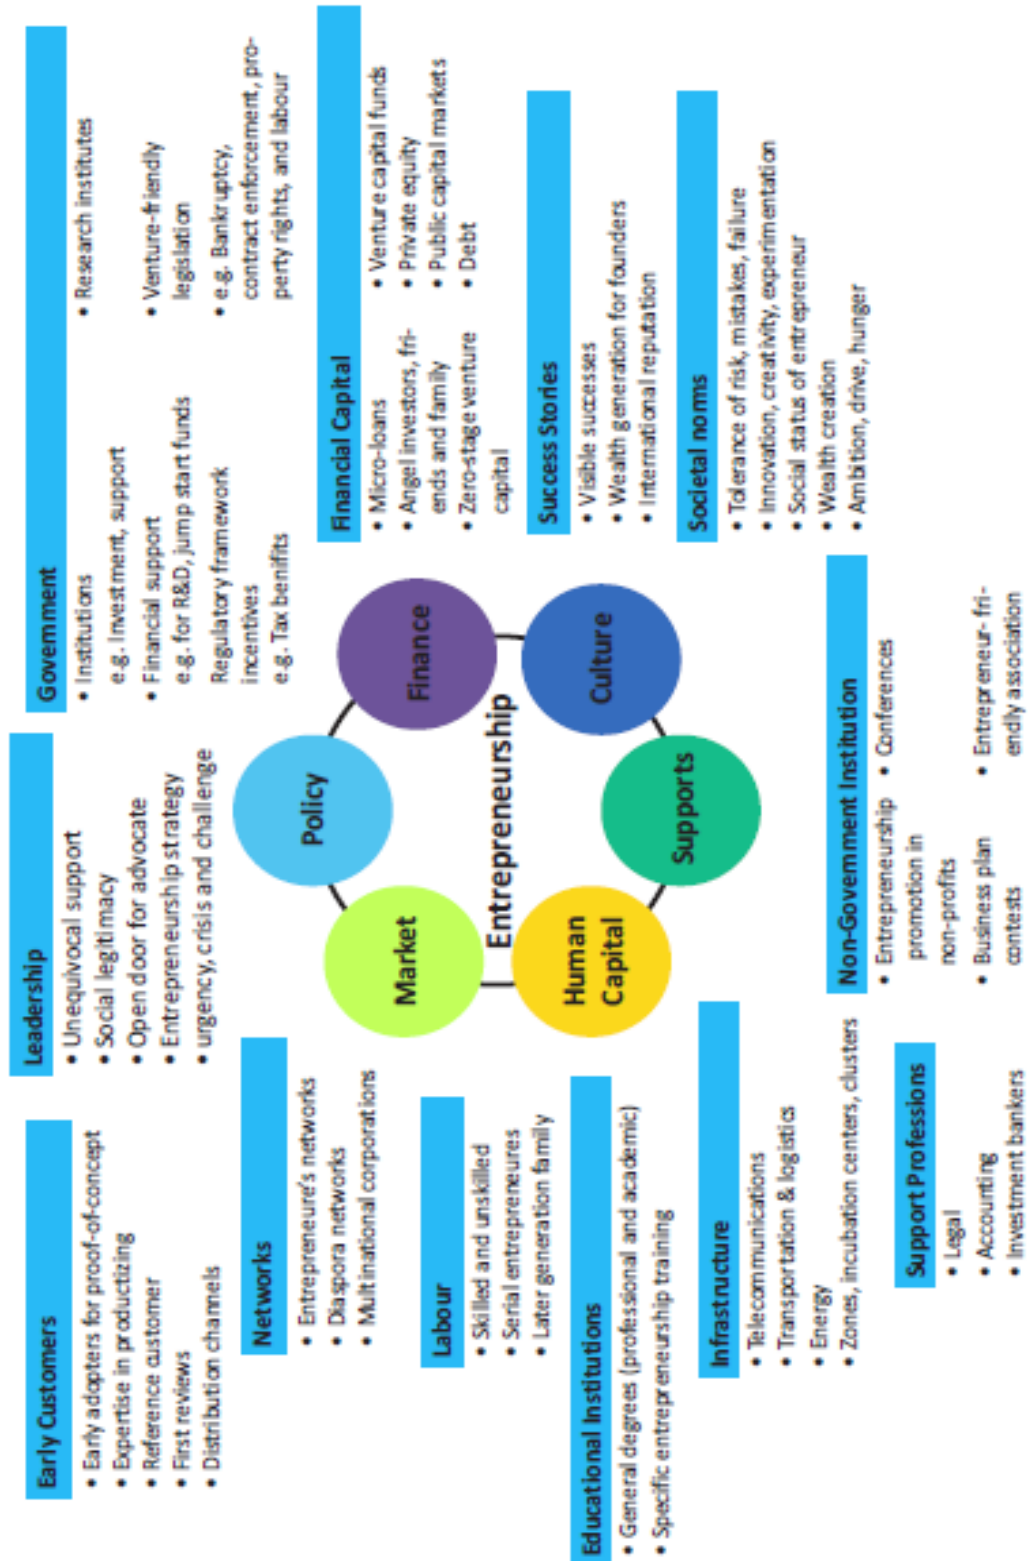 Early Customers
• Early adopters for proof-of-concept
• Expertise in productizing
• Reference customer
• First reviews
• Distribution channels
Networks
• Entrepreneure's networks
• Diaspora networks
• Multinational corporations
Labour
• Skilled and unskilled
• Serial entrepreneures
• Later generation family
Educational Institutions
• General degrees (professional and academic)
• Specific entrepreneurship training
Leadership
• Unequivocal support
• Social legitimacy
• Open door for advocate
• Entrepreneurship strategy
• urgency, crisis and challenge
Government
• Institutions
e.g. Investment, support
• Financial support
e.g. for R&D, jump start funds
Regulatory framework
incentives
e.g. Tax benifits
• Research institutes
• Venture-friendly
legislation
• e.g. Bankruptcy,
contract enforcement, pro-
perty rights, and labour
Financial Capital
• Micro-loans
• Angel investors, fri-
ends and family
• Zero-stage venture
capital
• Venture capital funds
• Private equity
• Public capital markets
• Debt
Success Stories
• Visible successes
• Wealth generation for founders
• International reputation
Societal norms
• Tolerance of risk, mistakes, failure
• Innovation, creativity, experimentation
• Social status of entrepreneur
• Wealth creation
• Ambition, drive, hunger
Policy
Market
Finance
Entrepreneurship
Human
Capital
Culture
Supports
Infrastructure
• Telecommunications
• Transportation & logistics
• Energy
• Zones, incubation centers, clusters
Support Professions
• Legal
• Accounting
• Investment bankers
Non-Government Institution
• Entrepreneurship
promotion in
non-profits
• Business plan
contests
• Conferences
• Entrepreneur- fri-
endly association